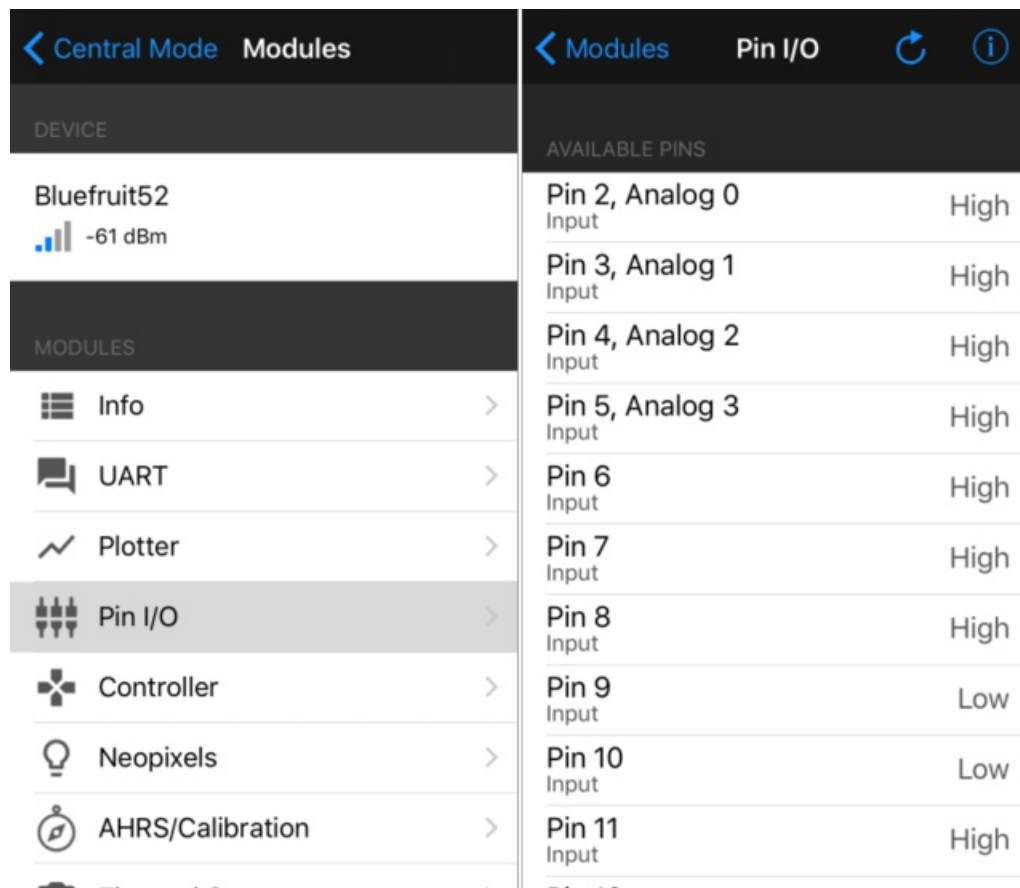 Central Mode Modules
DEVICE
Bluefruit52
-61 dBm
MODULES
Info
UART
Plotter
Pin I/O
Controller
Neopixels
AHRS/Calibration
Modules Pin I/O
AVAILABLE PINS
Pin 2, Analog 0
Input
High
Pin 3, Analog 1
Input
High
Pin 4, Analog 2
Input
High
Pin 5, Analog 3
Input
High
Pin 6
Input
High
Pin 7
Input
High
Pin 8
Input
High
Pin 9
Input
Low
Pin 10
Input
Low
Pin 11
Input
High